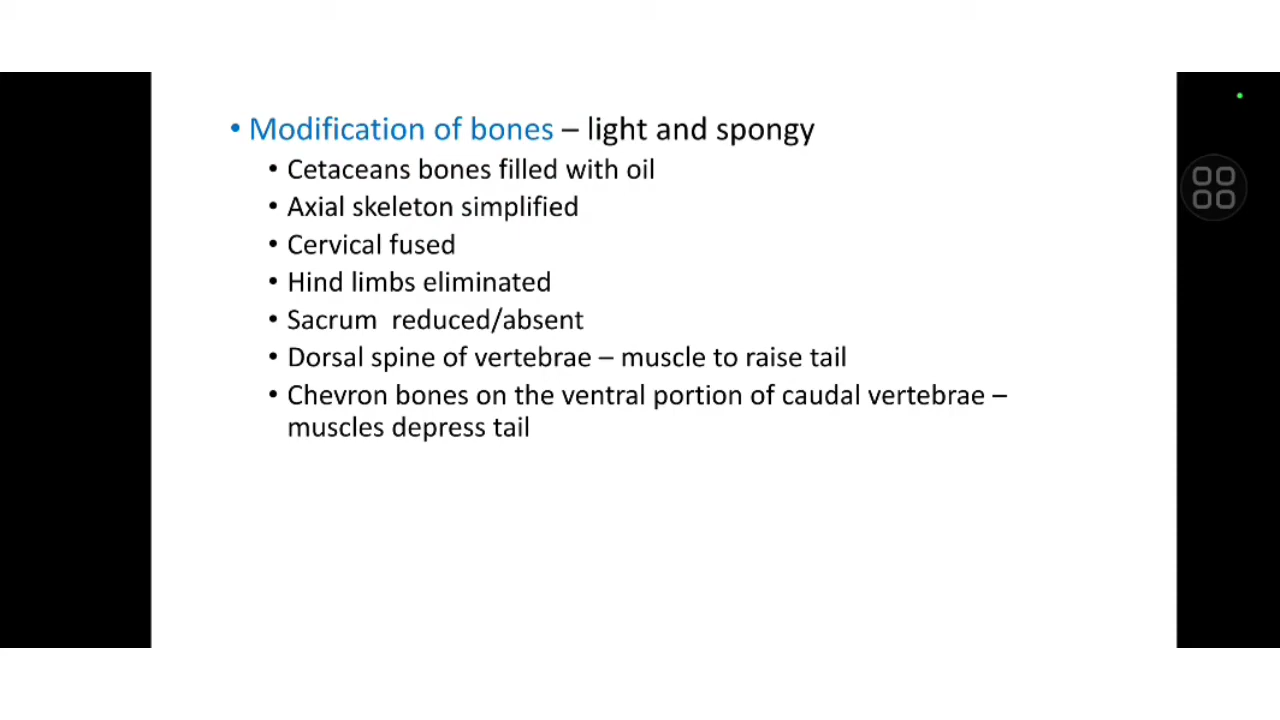 • Modification of bones – light and spongy
• Cetaceans bones filled with oil
• Axial skeleton simplified
• Cervical fused
• Hind limbs eliminated
• Sacrum  reduced/absent
• Dorsal spine of vertebrae – muscle to raise tail
• Chevron bones on the ventral portion of caudal vertebrae –
muscles depress tail